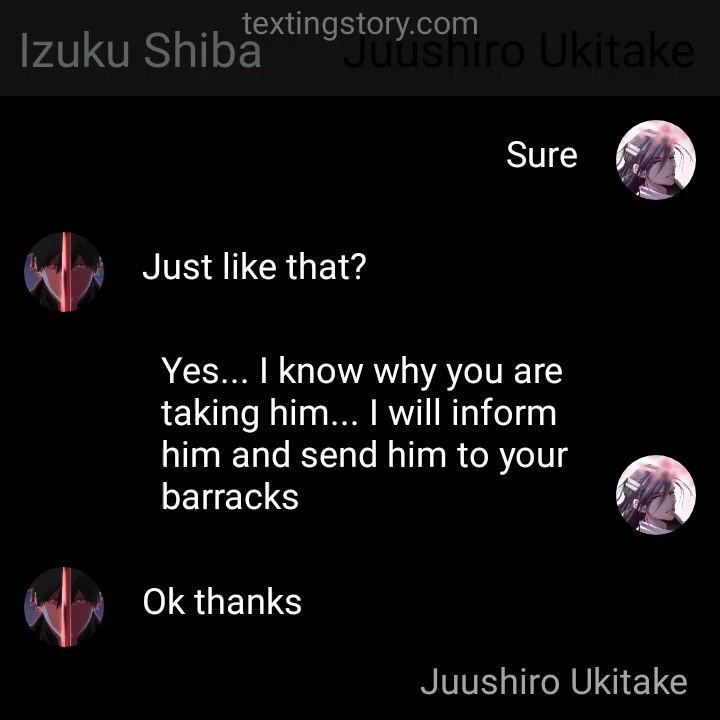 textingstory.com
Izuku Shiba
Juushiro Ukitake
Sure
Just like that?
Yes... I know why you are
taking him... I will inform
him and send him to your
barracks
Ok thanks
Juushiro Ukitake